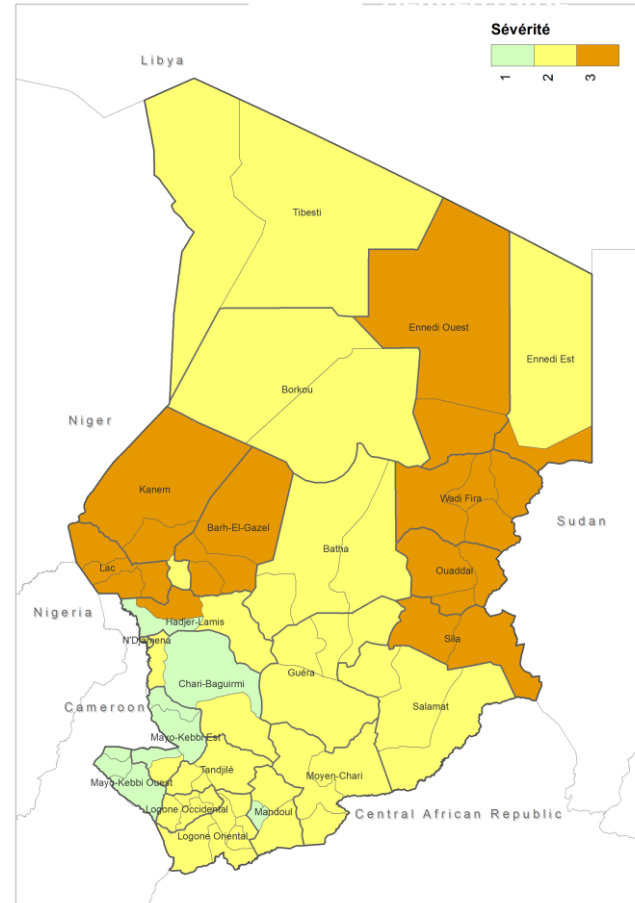 Sévérité
1
2
3
Libya
Tibesti
Ennedi Ouest
Ennedi Est
Borkou
Niger
Kanem
Wadi Fira
Barh-El-Gazel
Sudan
Batha
Lac
Ouaddaï
Nigeria
Hadjer-Lamis
N'Djamena
Sila
Guéra
Chari-Baguirmi
Salamat
Cameroon
Mayo-Kebbi Est
Tandjilé
Moyen-Chari
Mayo-Kebbi Ouest
Logone Occidental
Mandoul
Central African Republic
Logone Oriental